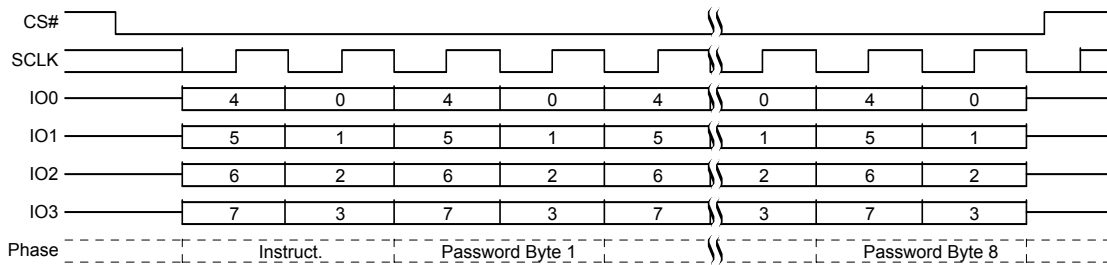 CS#
SCLK
IO0 4 0 4 0 4 0 4 0
IO1 5 1 5 1 5 1 5 1
IO2 6 2 6 2 6 2 6 2
IO3 7 3 7 3 7 3 7 3
Phase Instruct. Password Byte 1 Password Byte 8